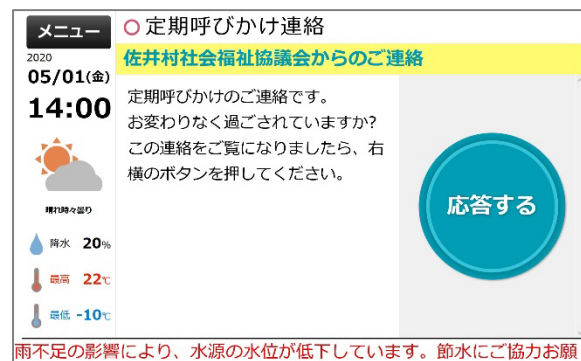 メニュー
定期呼びかけ連絡
2020
05/01(金)
14:00
佐井村社会福祉協議会からのご連絡
定期呼びかけのご連絡です。
お変わりなく過ごされていますか?
この連絡をご覧になりましたら、右
横のボタンを押してください。
応答する
晴れ時々曇り
降水 20%
最高 22℃
最低 -10℃
雨不足の影響により、水源の水位が低下しています。節水にご協力お願